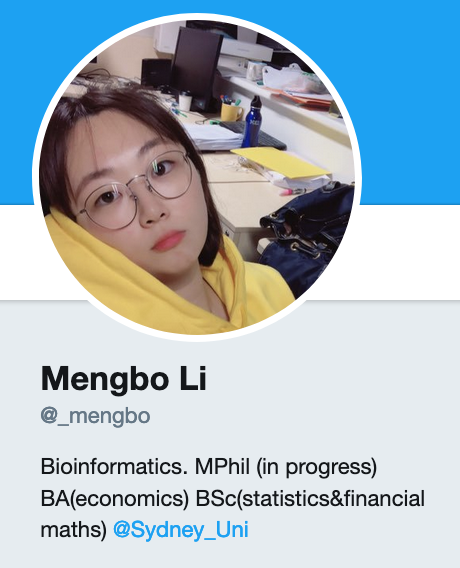 Mengbo Li
@_mengbo
Bioinformatics. MPhil (in progress)
BA(economics) BSc(statistics&financial
maths) @Sydney_Uni